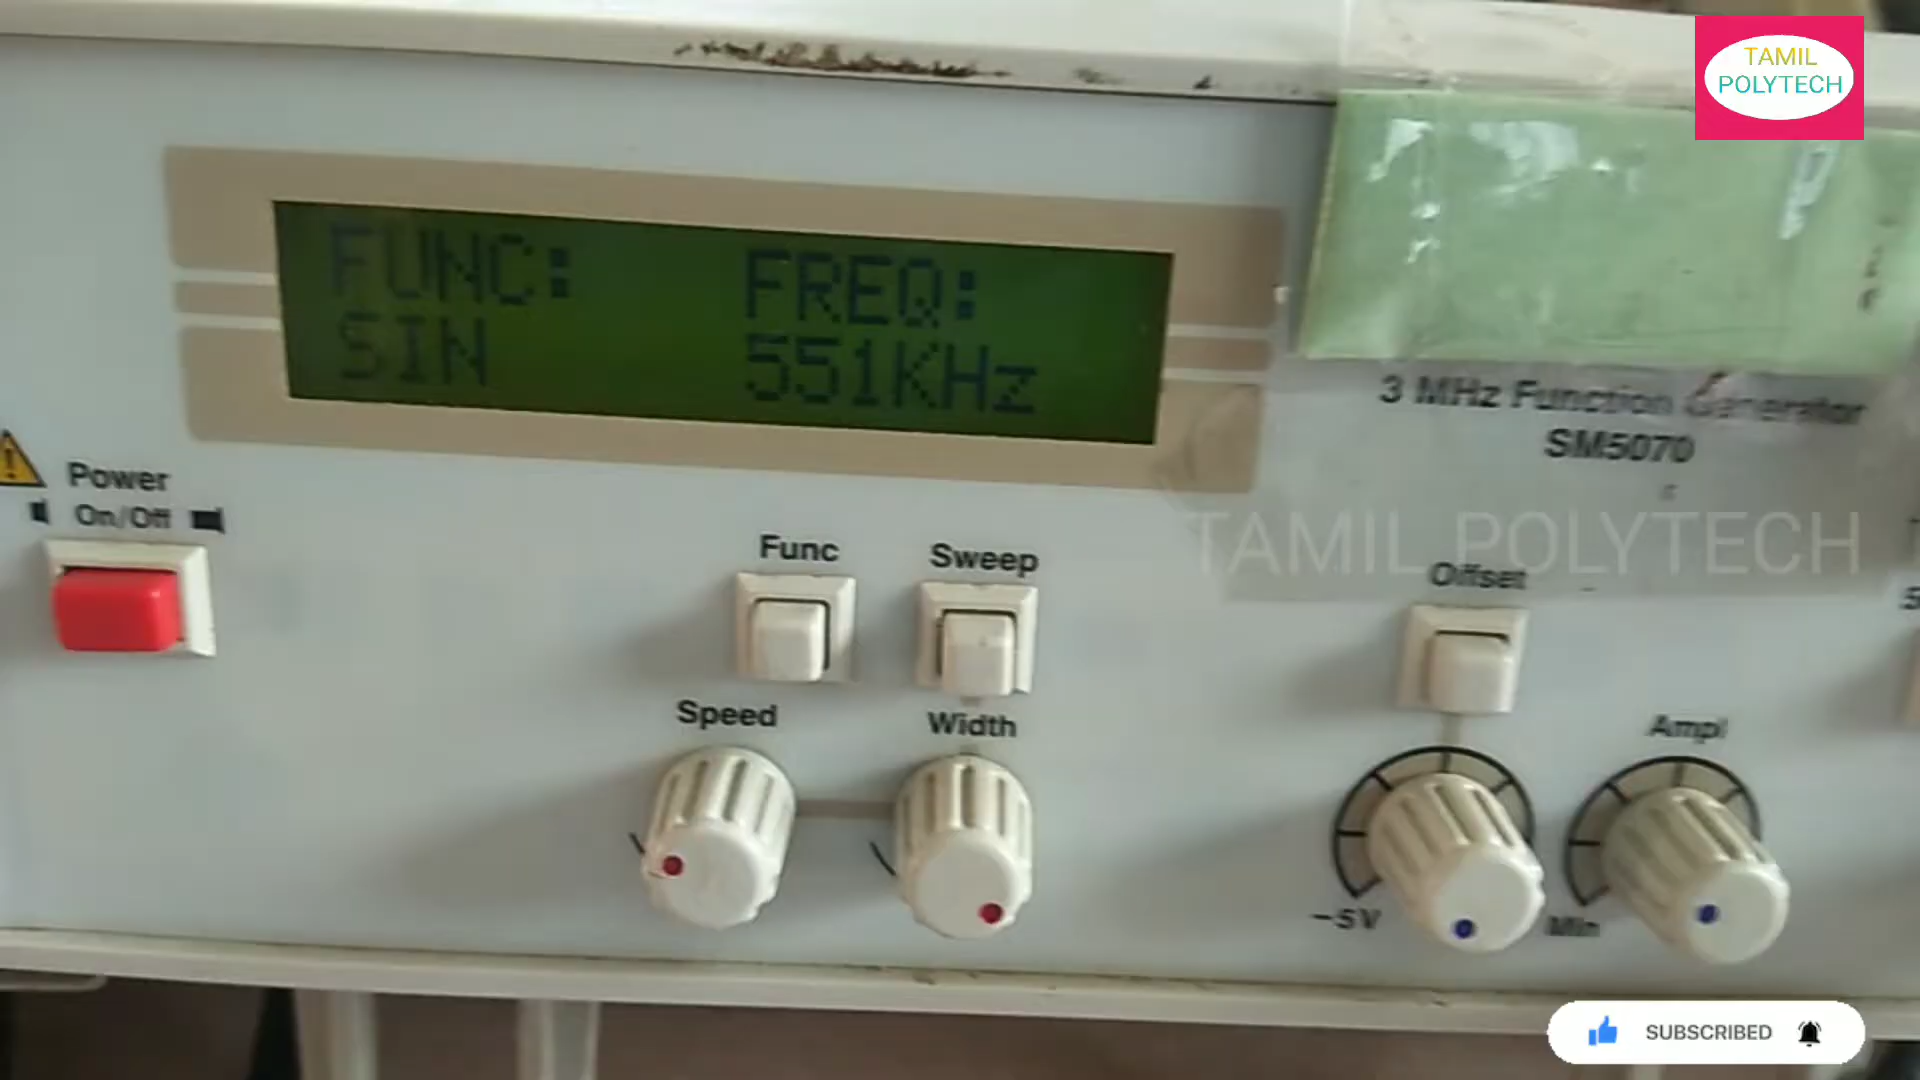 TAMIL
POLYTECH
FUNC: FREQ:
SIN 551KHz
3 MHz Function Generator
SM5070
Power
On/Off
TAMIL POLYTECH
Func Sweep
Offset
Speed Width
Ampl
-5V
Min
SUBSCRIBED